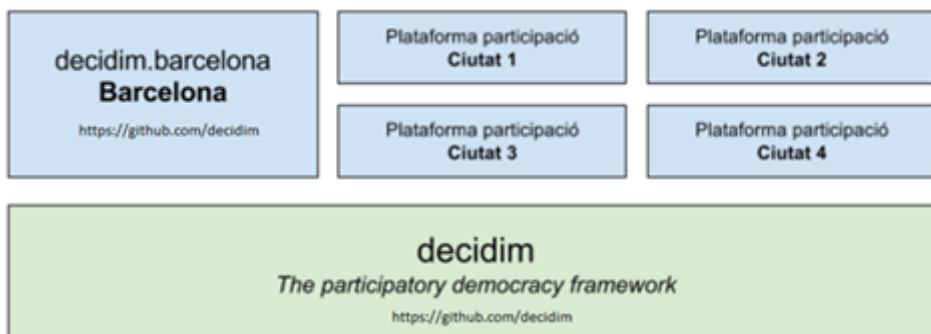 decidim.barcelona
Barcelona
https://github.com/decidim
Plataforma participació
Ciutat 1
Plataforma participació
Ciutat 2
Plataforma participació
Ciutat 3
Plataforma participació
Ciutat 4
decidim
The participatory democracy framework
https://github.com/decidim